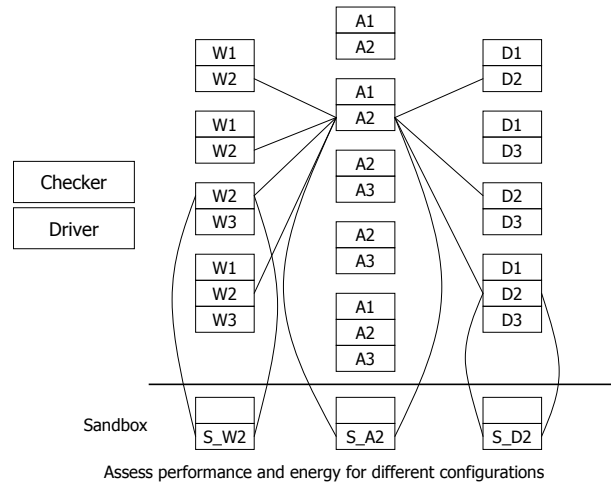 A1
A2
W1
W2
D1
D2
A1
A2
W1
W2
D1
D3
A2
A3
Checker
Driver
W2
W3
D2
D3
A2
A3
W1
W2
W3
D1
D2
D3
A1
A2
A3
Sandbox
S_W2
S_A2
S_D2
Assess performance and energy for different configurations